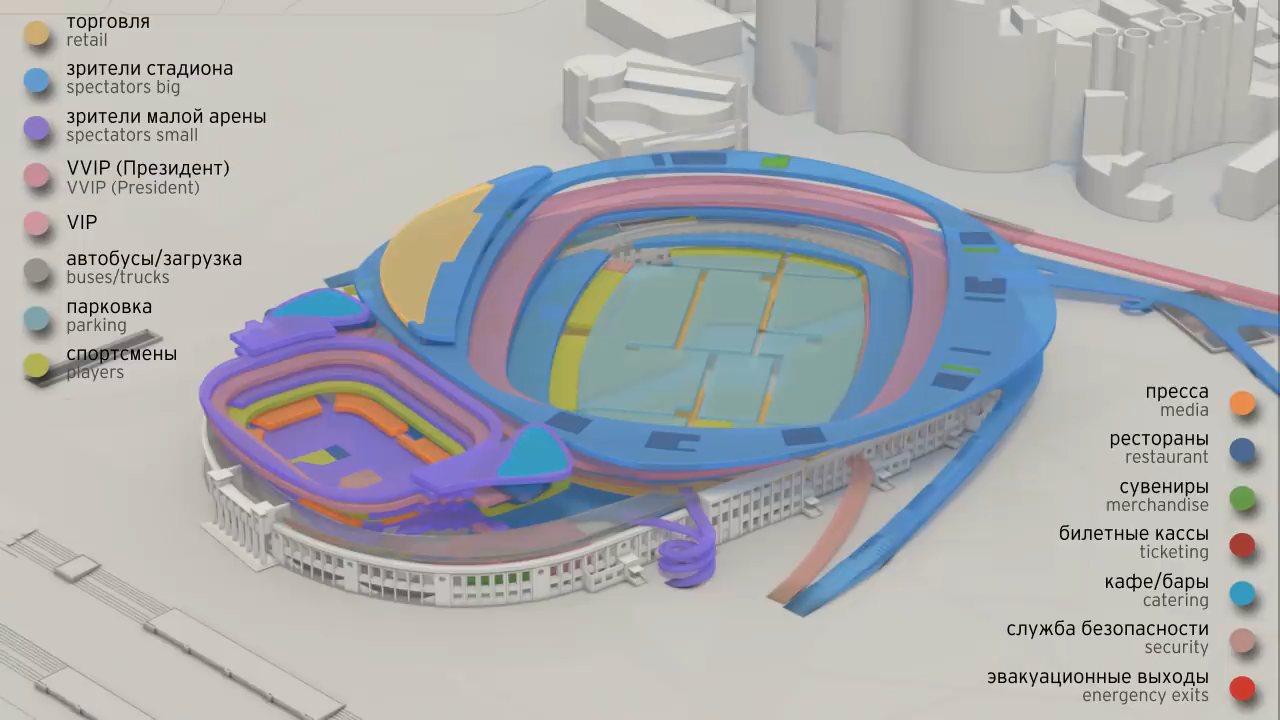 торговля
retail
зрители стадиона
spectators big
зрители малой арены
spectators small
VVIP (Президент)
VVIP (President)
VIP
автобусы/загрузка
buses/trucks
парковка
parking
спортсмены
players
пресса
media
рестораны
restaurant
сувениры
merchandise
билетные кассы
ticketing
кафе/бары
catering
служба безопасности
security
эвакуационные выходы
energency exits